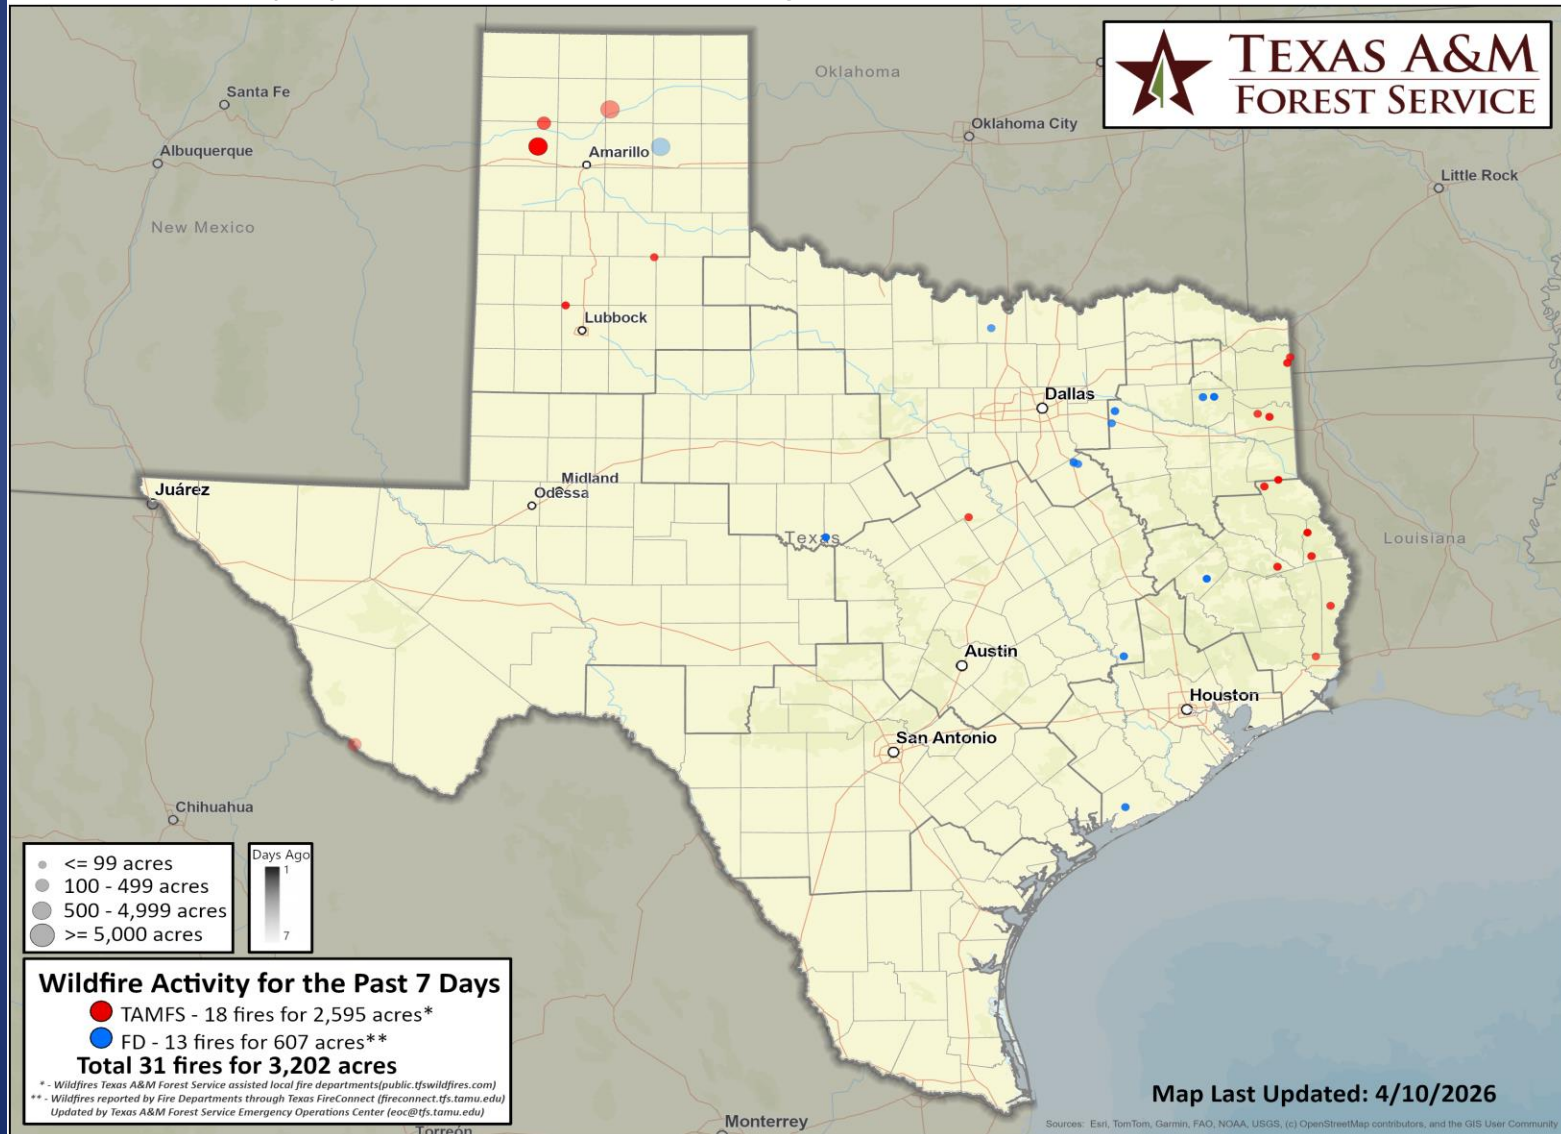 TEXAS A&M
FOREST SERVICE
Oklahoma
Santa Fe
Oklahoma City
Albuquerque
Amarillo
Little Rock
New Mexico
Lubbock
Dallas
Midland
Odessa
Juárez
Texas
Louisiana
Austin
Houston
San Antonio
Chihuahua
<= 99 acres
100 - 499 acres
500 - 4,999 acres
>= 5,000 acres
Days Ago
1
7
Wildfire Activity for the Past 7 Days
TAMFS - 18 fires for 2,595 acres*
FD - 13 fires for 607 acres**
Total 31 fires for 3,202 acres
* - Wildfires Texas A&M Forest Service assisted local fire departments(public.tfswildfires.com)
** - Wildfires reported by Fire Departments through Texas FireConnect (fireconnect.tfs.tamu.edu)
Updated by Texas A&M Forest Service Emergency Operations Center (eoc@tfs.tamu.edu)
Map Last Updated: 4/10/2026
Monterrey
Torreón
Sources: Esri, TomTom, Garmin, FAO, NOAA, USGS, (c) OpenStreetMap contributors, and the GIS User Community